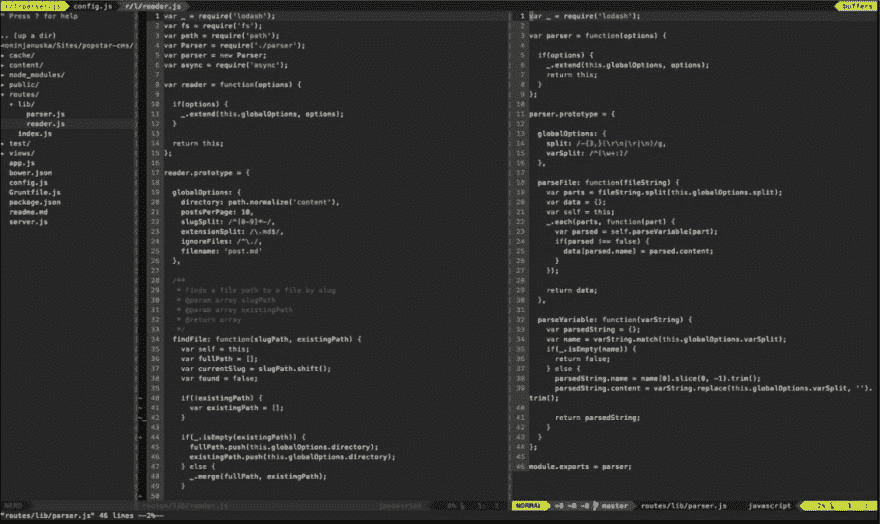 r/l/parser.js config.js r/l/reader.js buffers
" Press ? for help
.. (up a dir)
<oninjanuska/Sites/popstar-cms/
▸ cache/
▸ content/
▸ node_modules/
▸ public/
▾ routes/
▾ lib/
parser.js
reader.js
index.js
▸ test/
▸ views/
app.js
bower.json
config.js
Gruntfile.js
package.json
readme.md
server.js
1 var _ = require('lodash');
2 var fs = require('fs');
3 var path = require('path');
4 var Parser = require('./parser');
5 var parser = new Parser;
6 var async = require('async');
7
8 var reader = function(options) {
9
10 if(options) {
11 _.extend(this.globalOptions, options);
12 }
13
14 return this;
15 };
16
17 reader.prototype = {
18
19 globalOptions: {
20 directory: path.normalize('content'),
21 postsPerPage: 10,
22 slugSplit: /^[0-9]*-/,
23 extensionSplit: /\.md$/,
24 ignoreFiles: /^\./,
25 filename: 'post.md'
26 },
27
28 /**
29 * Finds a file path to a file by slug
30 * @param array slugPath
31 * @param array existingPath
32 * @return array
33 */
34 findFile: function(slugPath, existingPath) {
35 var self = this;
36 var fullPath = [];
37 var currentSlug = slugPath.shift();
38 var found = false;
39
40 if(!existingPath) {
41 var existingPath = [];
42 }
43
44 if(_.isEmpty(existingPath)) {
45 fullPath.push(this.globalOptions.directory);
46 existingPath.push(this.globalOptions.directory);
47 } else {
48 _.merge(fullPath, existingPath);
49 }
50
1 var _ = require('lodash');
2
3 var parser = function(options) {
4
5 if(options) {
6 _.extend(this.globalOptions, options);
7 return this;
8 }
9 };
10
11 parser.prototype = {
12
13 globalOptions: {
14 split: /-{3,}(\r\n|\r|\n)/g,
15 varSplit: /^(\w+:)/
16 },
17
18 parseFile: function(fileString) {
19 var parts = fileString.split(this.globalOptions.split);
20 var data = {};
21 var self = this;
22 _.each(parts, function(part) {
23 var parsed = self.parseVariable(part);
24 if(parsed !== false) {
25 data[parsed.name] = parsed.content;
26 }
27 });
28
29 return data;
30 },
31
32 parseVariable: function(varString) {
33 var parsedString = {};
34 var name = varString.match(this.globalOptions.varSplit);
35 if(_.isEmpty(name)) {
36 return false;
37 } else {
38 parsedString.name = name[0].slice(0, -1).trim();
39 parsedString.content = varString.replace(this.globalOptions.varSplit, '').
trim();
40
41 return parsedString;
42 }
43 }
44 };
45
46 module.exports = parser;
NERD routes/lib/reader.js javascript NORMAL +0 ~0 -0 master routes/lib/parser.js javascript 2% 1: 1
"routes/lib/parser.js" 46 lines --2%--